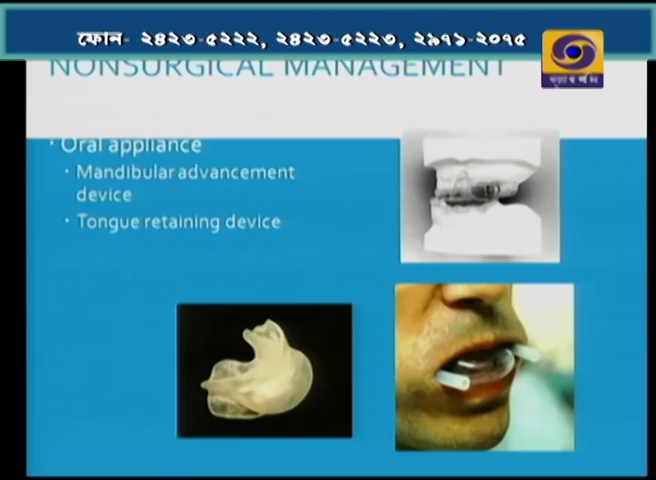 ফোন- ২৪২৩-৫২২২, ২৪২৩-৫২২৩, ২৯৭১-২০৭৫
NONSURGICAL MANAGEMENT
• Oral appliance
• Mandibular advancement
device
• Tongue retaining device